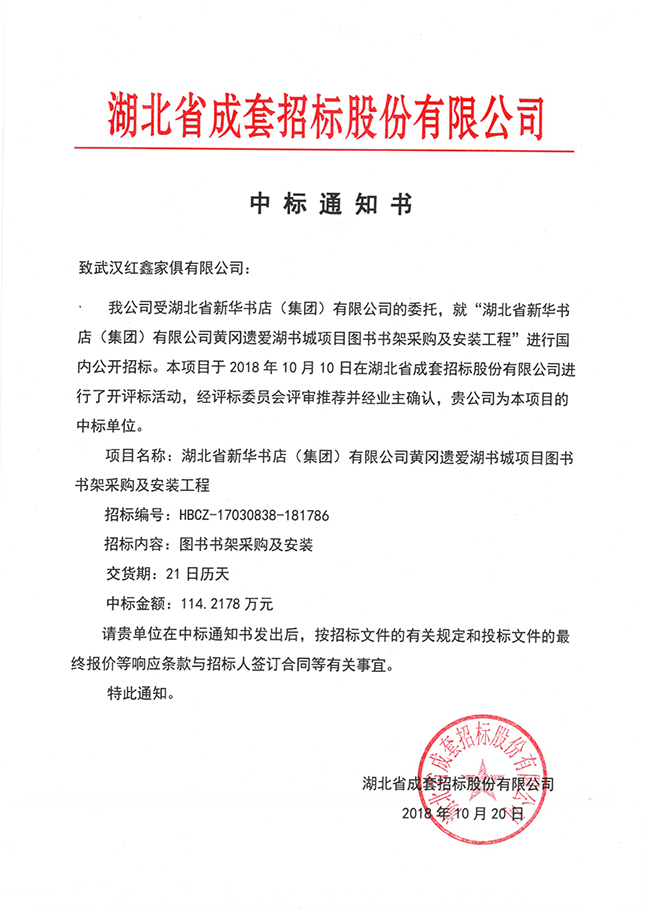 湖北省成套招标股份有限公司
中标通知书
致武汉红鑫家俱有限公司：
我公司受湖北省新华书店（集团）有限公司的委托，就“湖北省新华书
店（集团）有限公司黄冈遗爱湖书城项目图书书架采购及安装工程”进行国
内公开招标。本项目于 2018 年 10 月 10 日在湖北省成套招标股份有限公司进
行了开评标活动，经评标委员会评审推荐并经业主确认，贵公司为本项目的
中标单位。
项目名称：湖北省新华书店（集团）有限公司黄冈遗爱湖书城项目图书
书架采购及安装工程
招标编号：HBCZ-17030838-181786
招标内容：图书书架采购及安装
交货期：21 日历天
中标金额：114.2178 万元
请贵单位在中标通知书发出后，按招标文件的有关规定和投标文件的最
终报价等响应条款与招标人签订合同等有关事宜。
特此通知。
湖北省成套招标股份有限公司
湖北省成套招标股份有限公司
2018 年 10 月 20 日